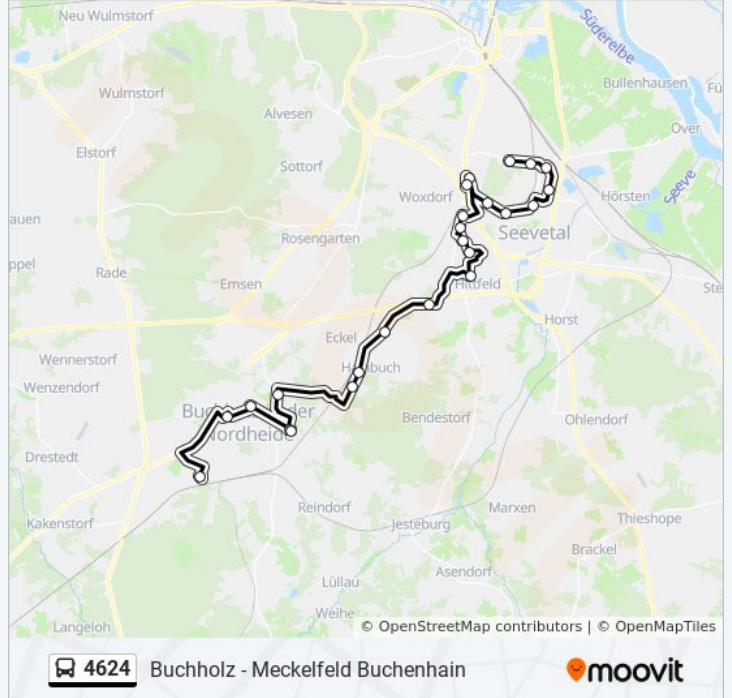 Neu Wulmstorf
Süderelbe
Wulmstorf
Bullenhausen
Fü
Alvesen
Over
Elstorf
Sottorf
Seeve
Woxdorf
Hörsten
auen
Seevetal
Rosengarten
ppel
Rade
Emsen
Hittfeld
Ste
Horst
Eckel
Wennerstorf
Wenzendorf
Bendestorf
Ohlendorf
Drestedt
Reindorf
Marxen
Thieshope
Kakenstorf
Jesteburg
Brackel
Asendorf
Lüllau
Weihe
Langeloh
© OpenStreetMap contributors | © OpenMapTiles
4624 Buchholz - Meckelfeld Buchenhain
moovit